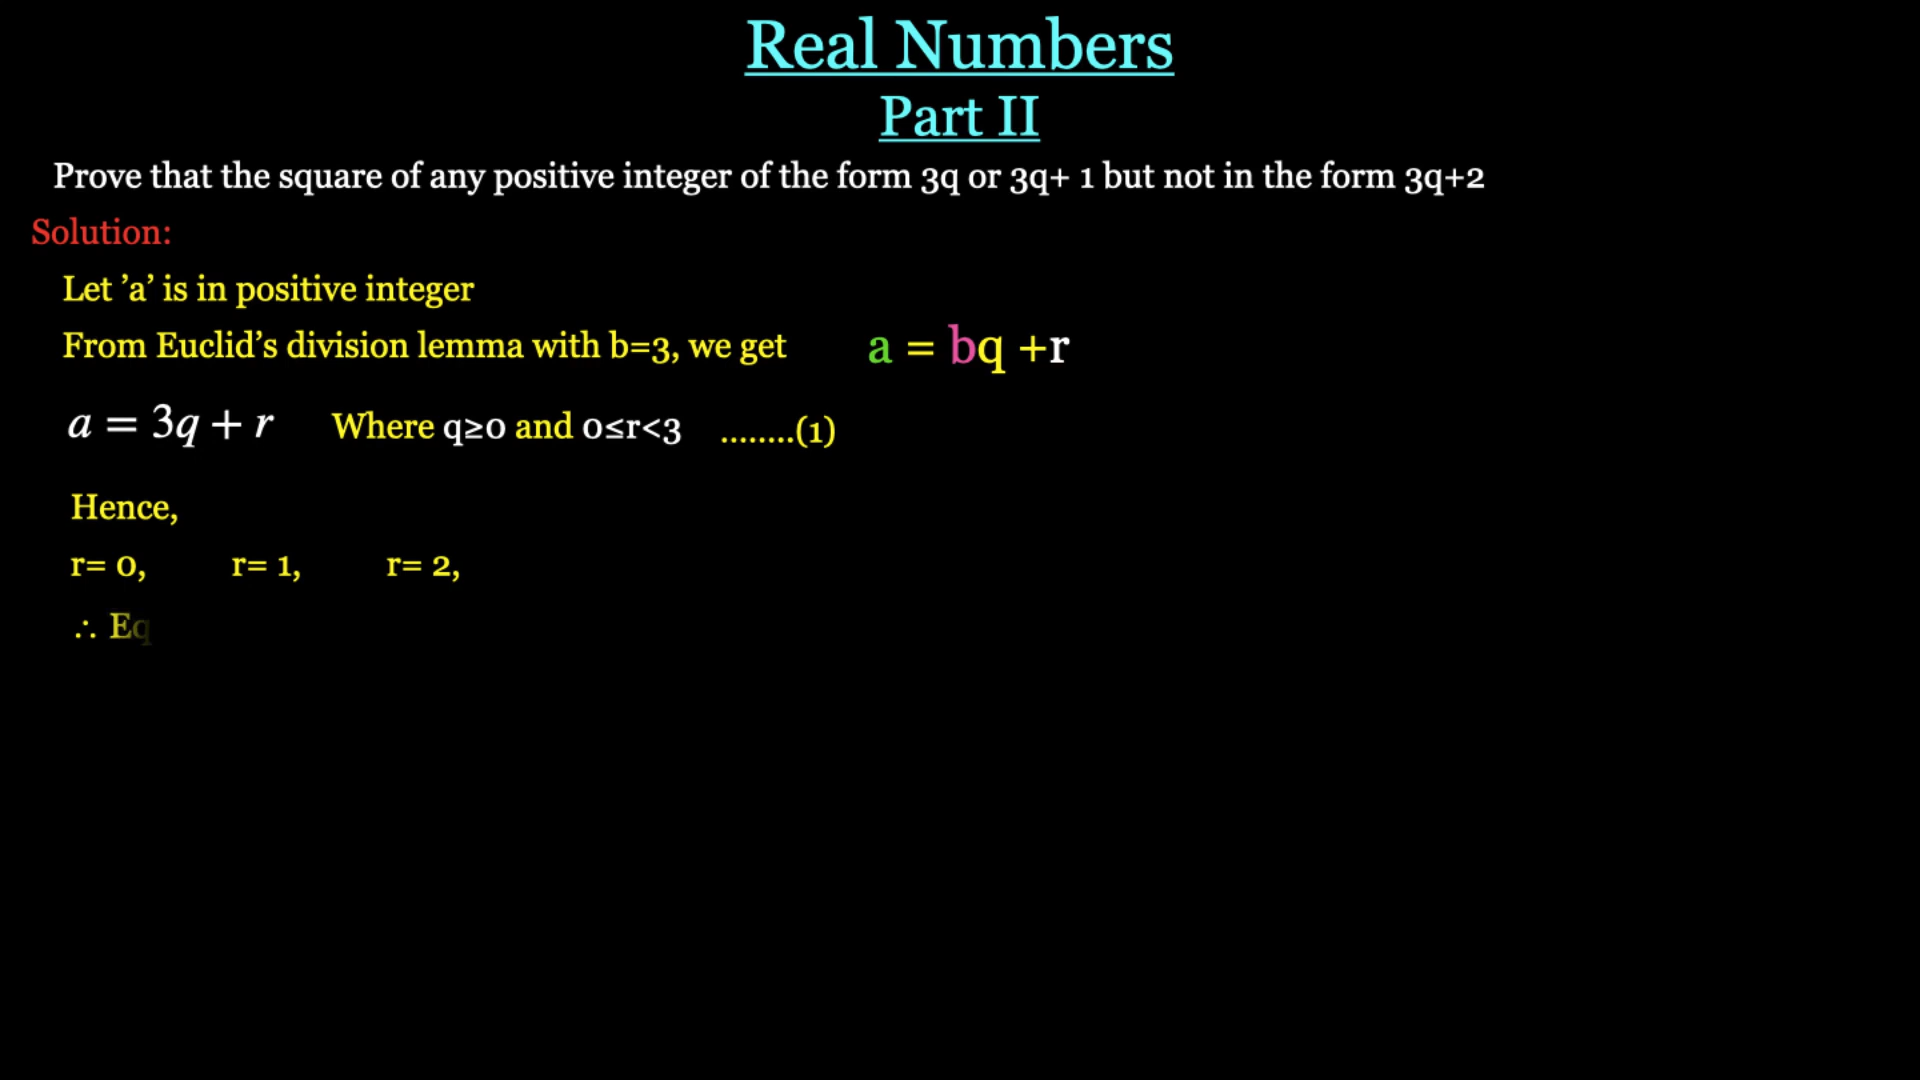 Real Numbers
Part II
Prove that the square of any positive integer of the form 3q or 3q+ 1 but not in the form 3q+2
Solution:
Let ’a’ is in positive integer
From Euclid’s division lemma with b=3, we get a = bq +r
a = 3q + r Where q≥0 and 0≤r<3 ........(1)
Hence,
r= 0, r= 1, r= 2,
∴ Eq